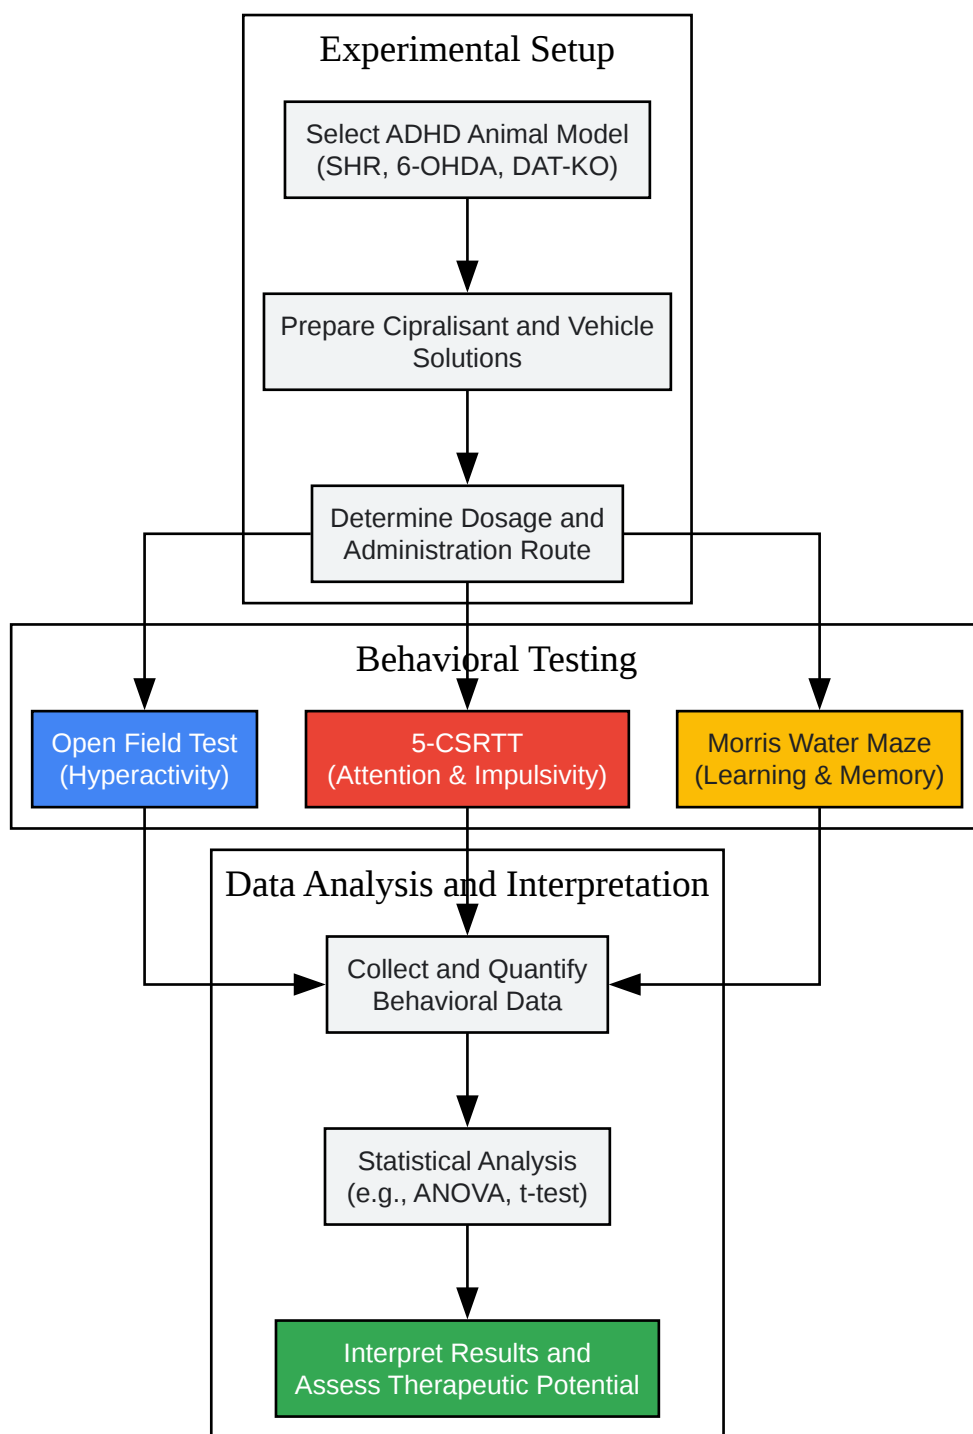 Experimental Setup
Select ADHD Animal Model
(SHR, 6-OHDA, DAT-KO)
Prepare Cipralisant and Vehicle
Solutions
Determine Dosage and
Administration Route
Behavioral Testing
Open Field Test
(Hyperactivity)
5-CSRTT
(Attention & Impulsivity)
Morris Water Maze
(Learning & Memory)
Data Analysis and Interpretation
Collect and Quantify
Behavioral Data
Statistical Analysis
(e.g., ANOVA, t-test)
Interpret Results and
Assess Therapeutic Potential